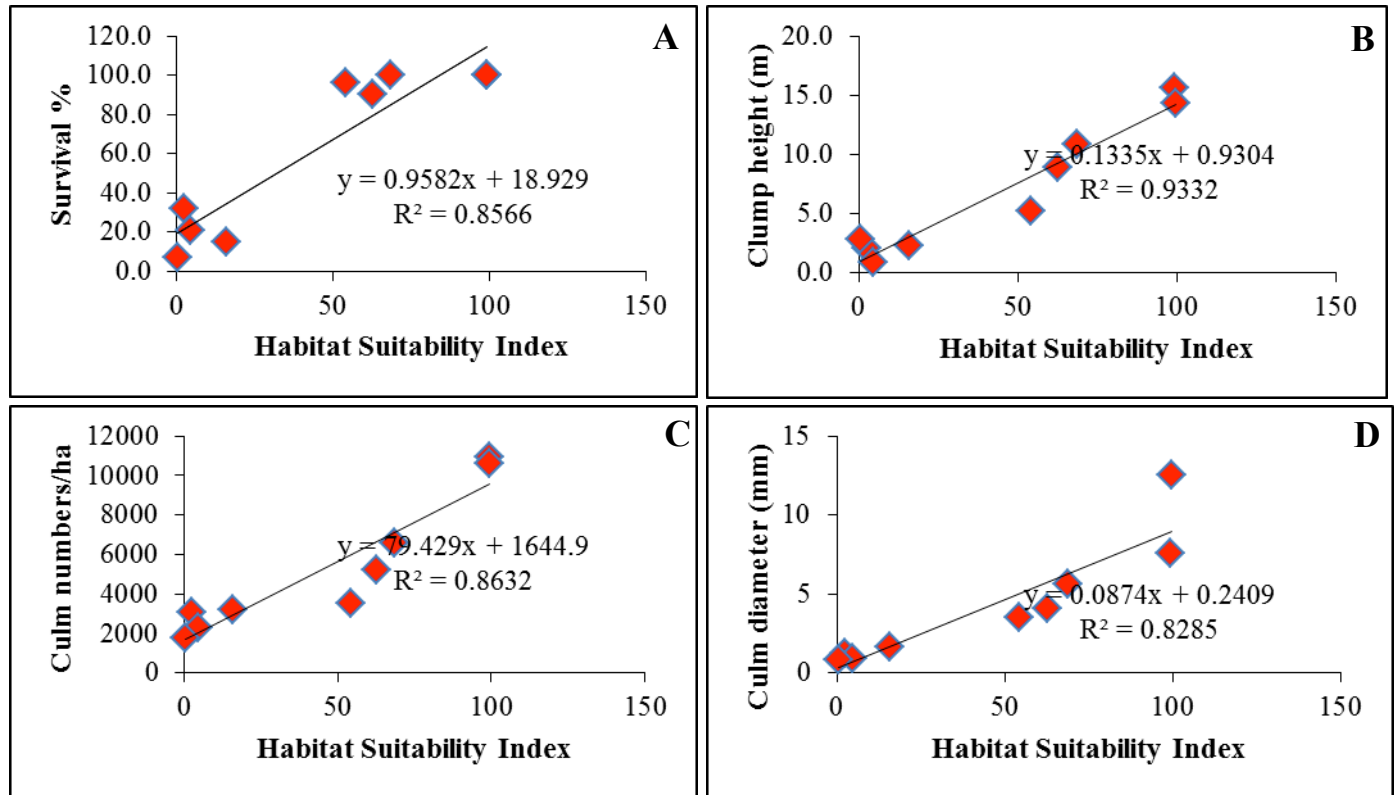 A
Survival %
120.0
100.0
80.0
60.0
40.0
20.0
0.0
y = 0.9582x + 18.929
R² = 0.8566
0 50 100 150
Habitat Suitability Index
B
Clump height (m)
20.0
15.0
10.0
5.0
0.0
y = 0.1335x + 0.9304
R² = 0.9332
0 50 100 150
Habitat Suitability Index
C
Culm numbers/ha
12000
10000
8000
6000
4000
2000
0
y = 79.429x + 1644.9
R² = 0.8632
0 50 100 150
Habitat Suitability Index
D
Culm diameter (mm)
15
10
5
0
y = 0.0874x + 0.2409
R² = 0.8285
0 50 100 150
Habitat Suitability Index